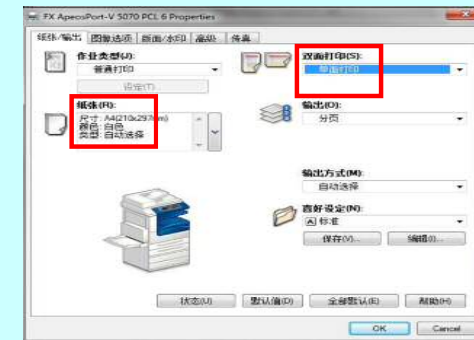 FX ApeosPort-V 5070 PCL 6 Properties
纸张/输出 图像选项 版面/水印 高级 传真
作业类型(J):
普通打印
设定(T)
双面打印(S):
单面打印
纸张(R):
尺寸: A4(210x297mm)
颜色: 白色
类型: 自动选择
输出(O):
分页
输出方式(M):
自动选择
喜好设定(N):
A 标准
保存(V)...
编辑(I)...
状态(U)
默认值(D)
全部默认(E)
帮助(H)
OK
Cancel